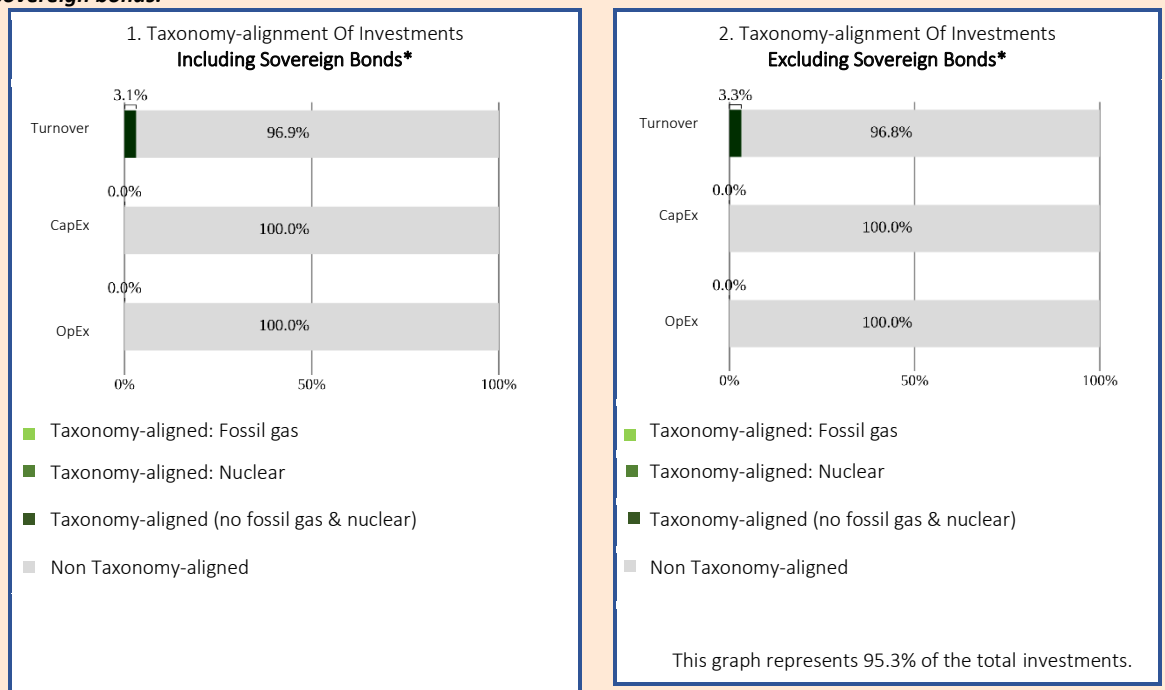 sovereign bonds.
1. Taxonomy-alignment Of Investments
Including Sovereign Bonds*
3.1%
Turnover
96.9%
0.0%
CapEx
100.0%
0.0%
OpEx
100.0%
0%
50%
100%
Taxonomy-aligned: Fossil gas
Taxonomy-aligned: Nuclear
Taxonomy-aligned (no fossil gas & nuclear)
Non Taxonomy-aligned
2. Taxonomy-alignment Of Investments
Excluding Sovereign Bonds*
3.3%
Turnover
96.8%
0.0%
CapEx
100.0%
0.0%
OpEx
100.0%
0%
50%
100%
Taxonomy-aligned: Fossil gas
Taxonomy-aligned: Nuclear
Taxonomy-aligned (no fossil gas & nuclear)
Non Taxonomy-aligned
This graph represents 95.3% of the total investments.